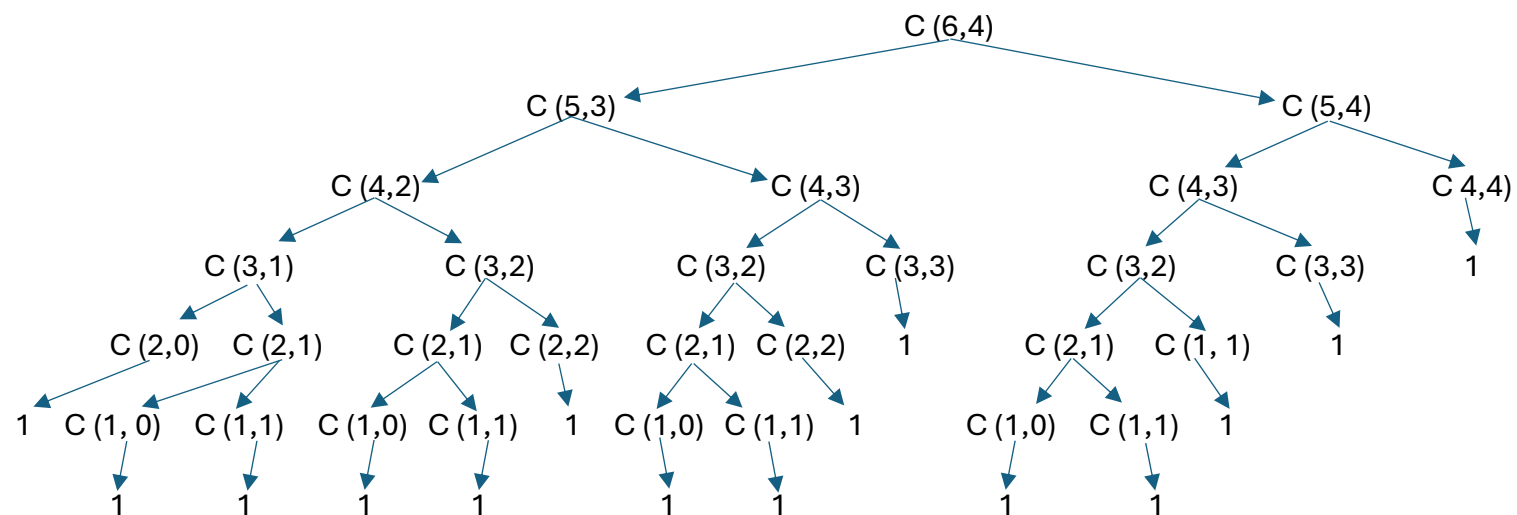 C (6,4)
C (5,3) C (5,4)
C (4,2) C (4,3) C (4,3) C 4,4)
C (3,1) C (3,2) C (3,2) C (3,3) C (3,2) C (3,3) 1
C (2,0) C (2,1) C (2,1) C (2,2) C (2,1) C (2,2) 1 C (2,1) C (1, 1) 1
1 C (1, 0) C (1,1) C (1,0) C (1,1) 1 C (1,0) C (1,1) 1 C (1,0) C (1,1) 1
1 1 1 1 1 1 1 1